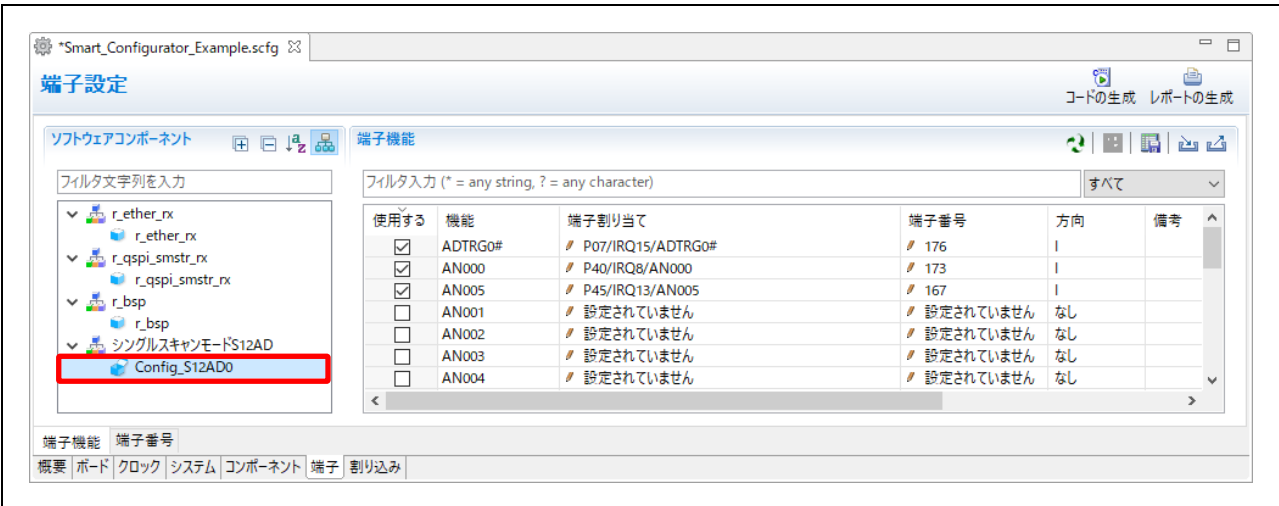 *Smart_Configurator_Example.scfg
端子設定
コードの生成 レポートの生成
ソフトウェアコンポーネント
フィルタ文字列を入力
r_ether_rx
r_ether_rx
r_qspi_smstr_rx
r_qspi_smstr_rx
r_bsp
r_bsp
シングルスキャンモードS12AD
Config_S12AD0
端子機能
フィルタ入力 (* = any string, ? = any character) すべて
使用する 機能 端子割り当て 端子番号 方向 備考
ADTRG0# P07/IRQ15/ADTRG0# 176 I
AN000 P40/IRQ8/AN000 173 I
AN005 P45/IRQ13/AN005 167 I
AN001 設定されていません 設定されていません なし
AN002 設定されていません 設定されていません なし
AN003 設定されていません 設定されていません なし
AN004 設定されていません 設定されていません なし
端子機能 端子番号
概要 ボード クロック システム コンポーネント 端子 割り込み